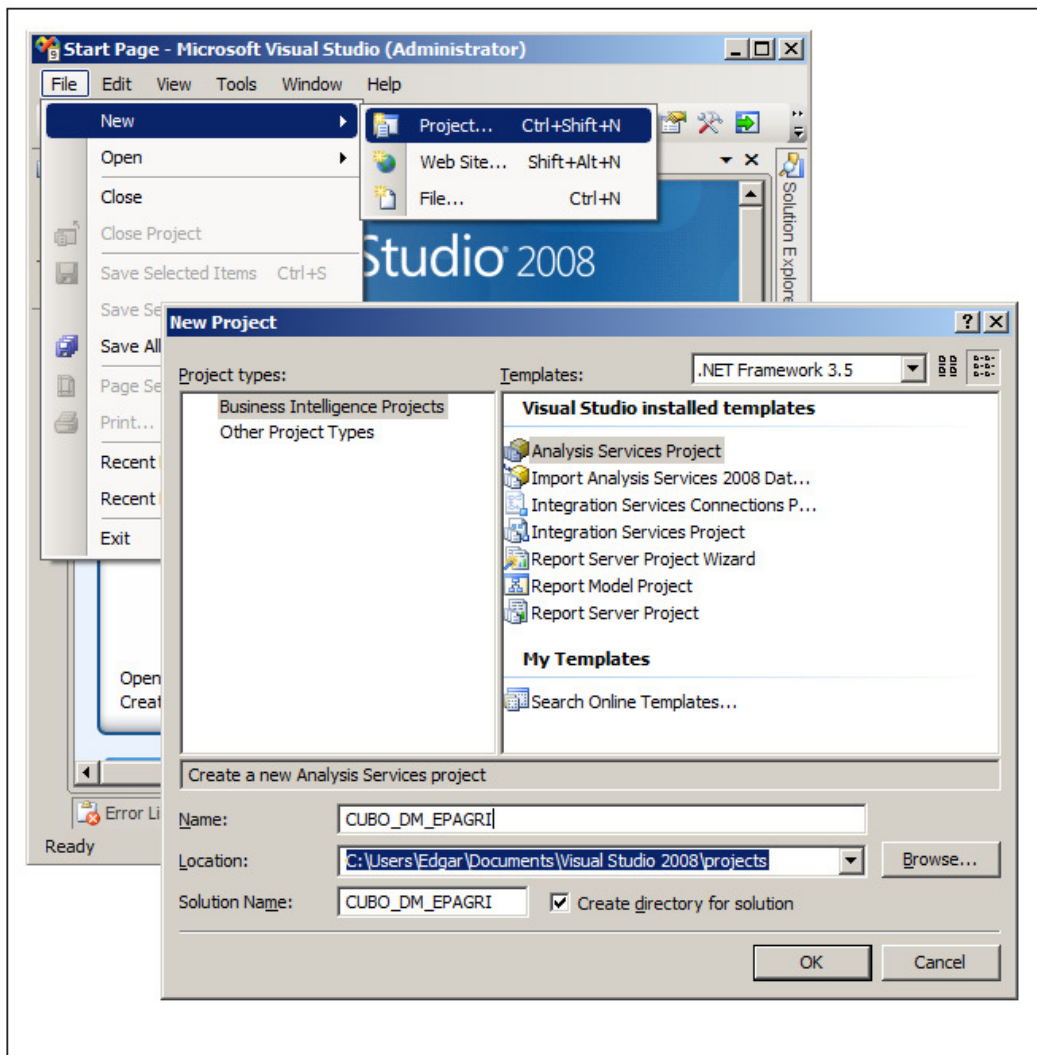 Start Page - Microsoft Visual Studio (Administrator)
File Edit View Tools Window Help
New
Project... Ctrl+Shift+N
Open
Web Site... Shift+Alt+N
Close
File... Ctrl+N
Close Project
Solution Explore
Studio 2008
Save Selected Items Ctrl+S
Save Se
New Project
Save All
Project types:
Templates:
.NET Framework 3.5
Page Se
Business Intelligence Projects
Visual Studio installed templates
Print...
Other Project Types
Analysis Services Project
Recent
Import Analysis Services 2008 Dat...
Recent
Integration Services Connections P...
Exit
Integration Services Project
Report Server Project Wizard
Report Model Project
Report Server Project
My Templates
Open
Search Online Templates...
Creat
Create a new Analysis Services project
Error Li
Name: CUBO_DM_EPAGRI
Ready
Location: C:\Users\Edgar\Documents\Visual Studio 2008\projects Browse...
Solution Name: CUBO_DM_EPAGRI Create directory for solution
OK Cancel